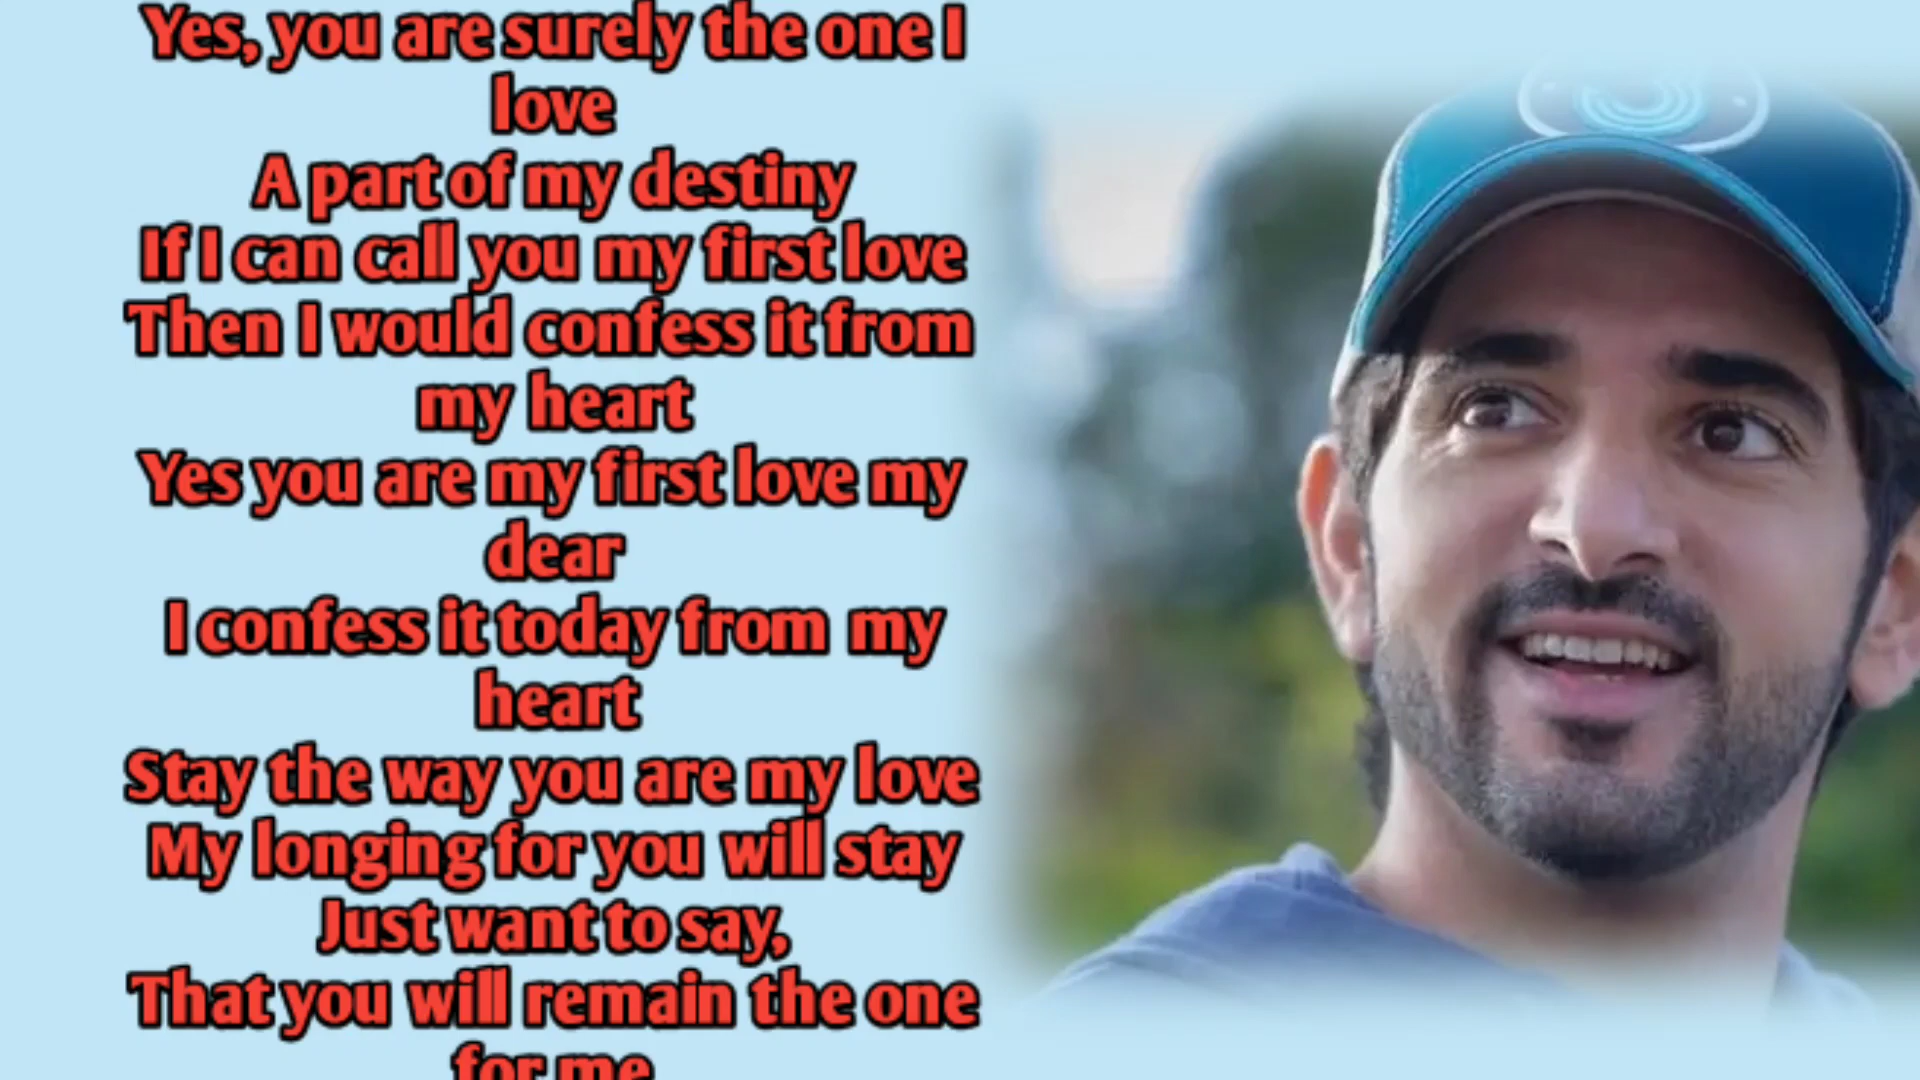 Yes, you are surely the one I
love
A part of my destiny
If I can call you my first love
Then I would confess it from
my heart
Yes you are my first love my
dear
I confess it today from my
heart
Stay the way you are my love
My longing for you will stay
Just want to say,
That you will remain the one
for me